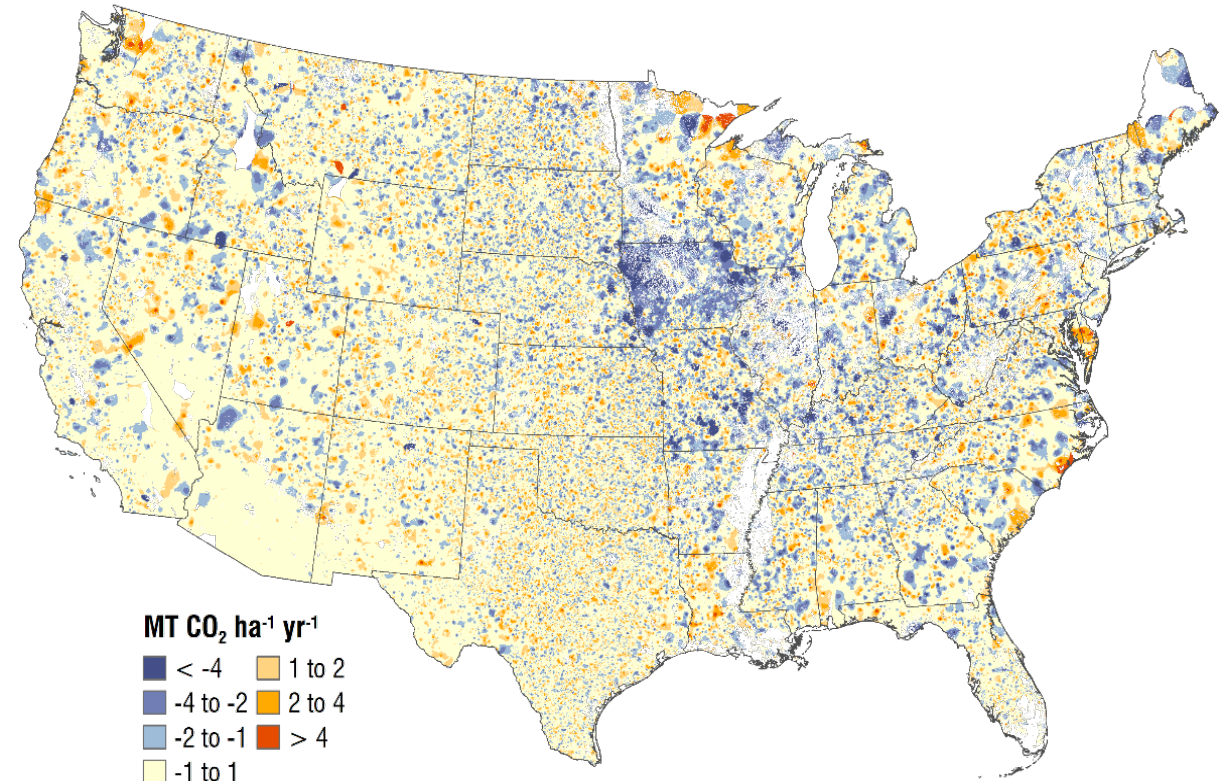 MT CO₂ ha⁻¹ yr⁻¹
< -4
1 to 2
-4 to -2
2 to 4
-2 to -1
> 4
-1 to 1